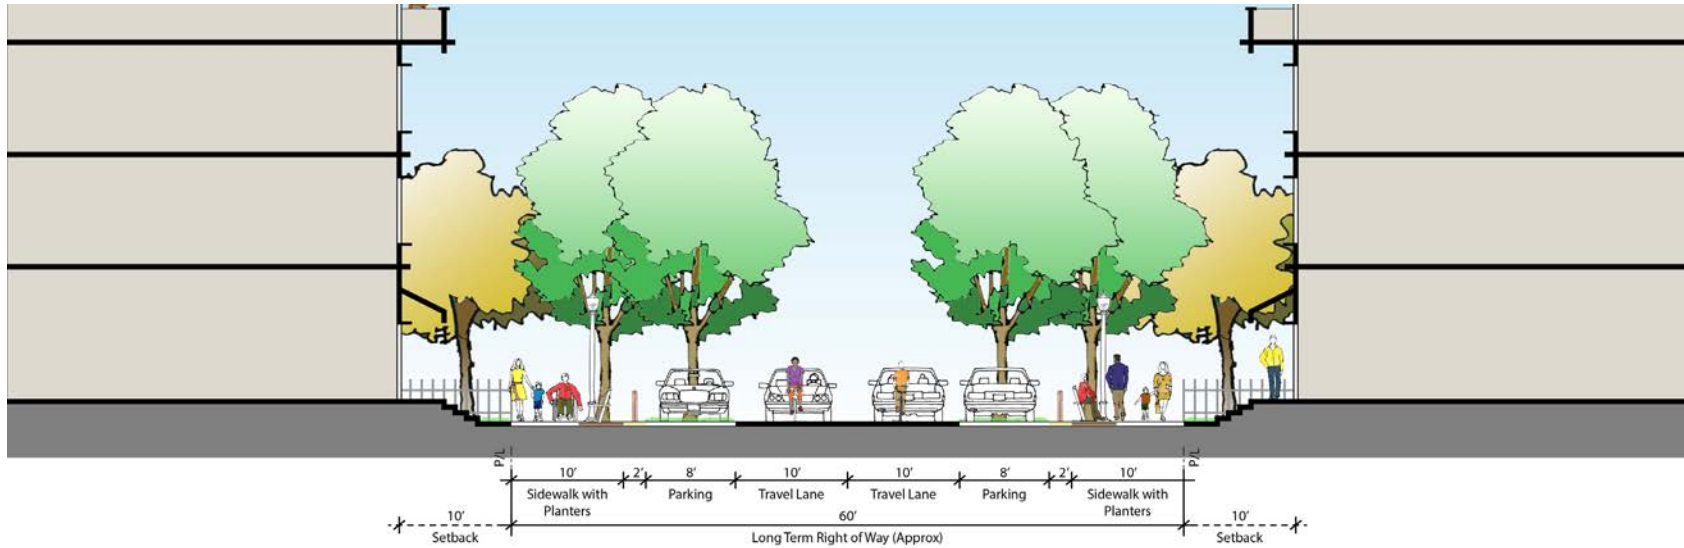 P/L
P/L
10' 2' 8' 10' 10' 8' 2' 10'
Sidewalk with Planters Parking Travel Lane Travel Lane Parking Sidewalk with Planters
10' 60' 10'
Setback Long Term Right of Way (Approx) Setback